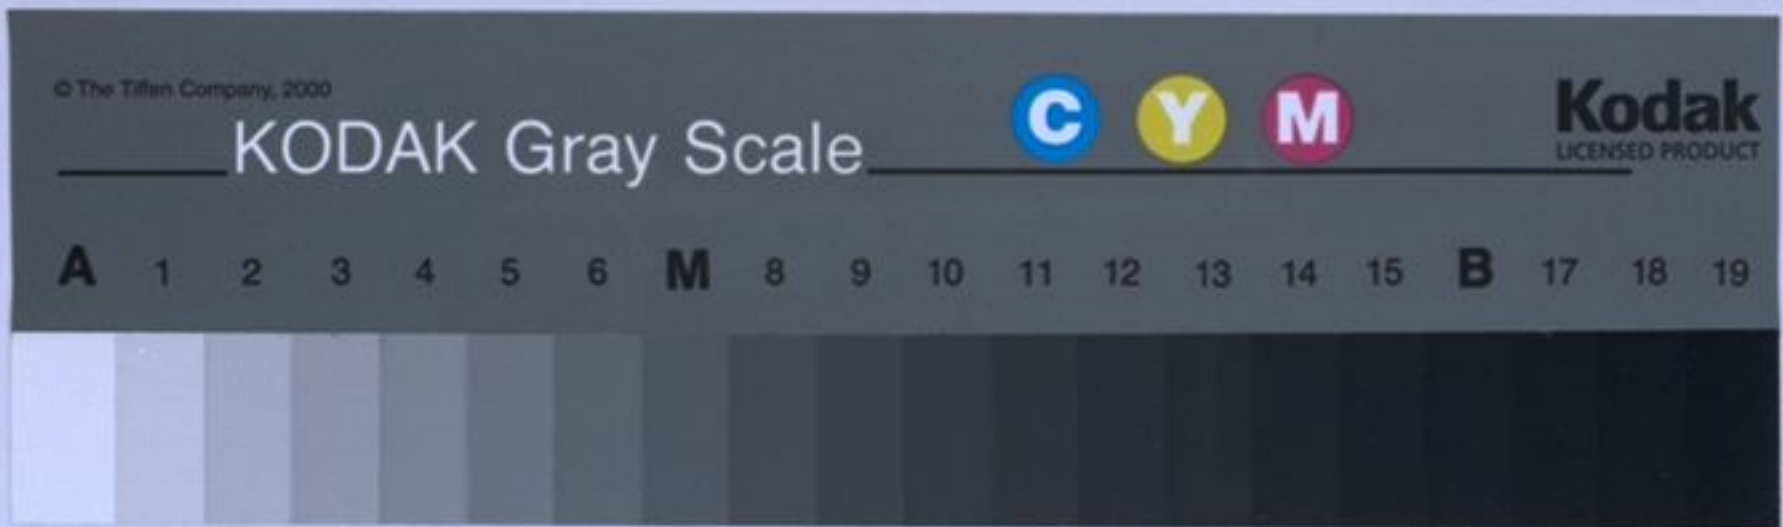 © The Tiffen Company, 2000
KODAK Gray Scale
C Y M
Kodak
LICENSED PRODUCT
A 1 2 3 4 5 6 M 8 9 10 11 12 13 14 15 B 17 18 19